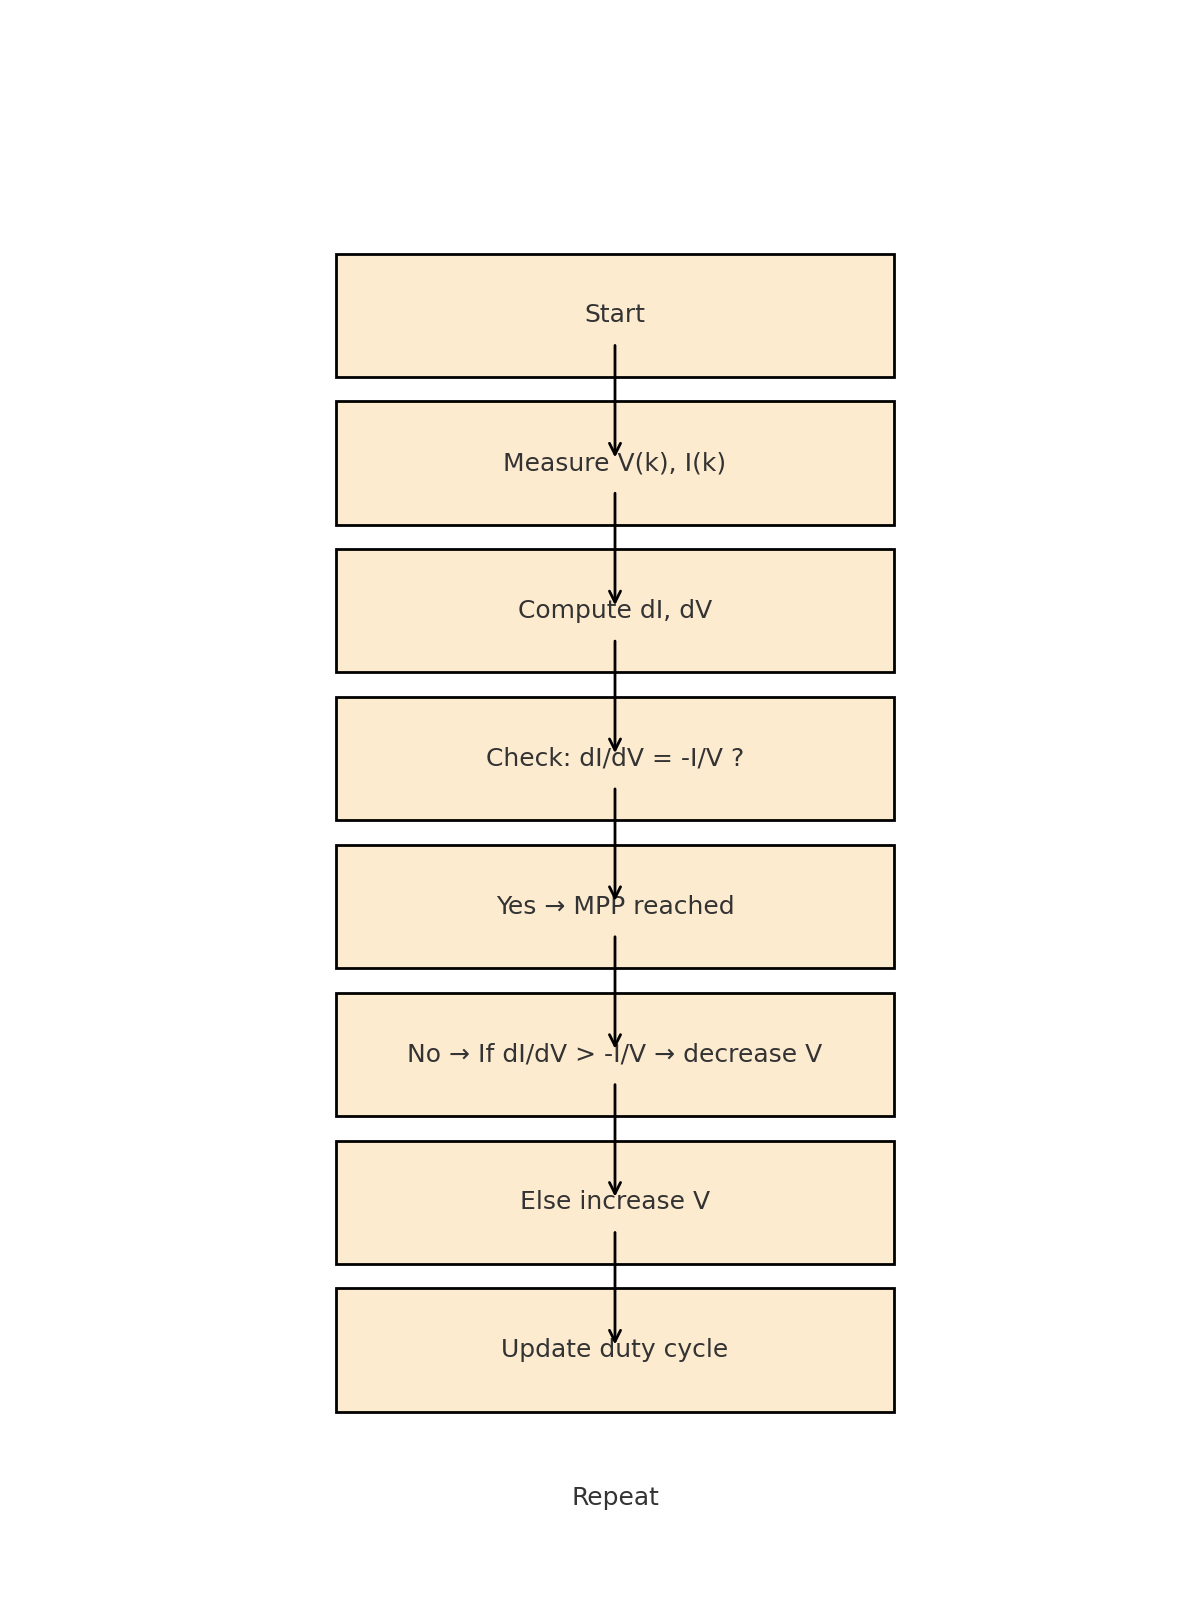 Start
Measure V(k), I(k)
Compute dI, dV
Check: dI/dV = -I/V ?
Yes → MPP reached
No → If dI/dV > -I/V → decrease V
Else increase V
Update duty cycle
Repeat